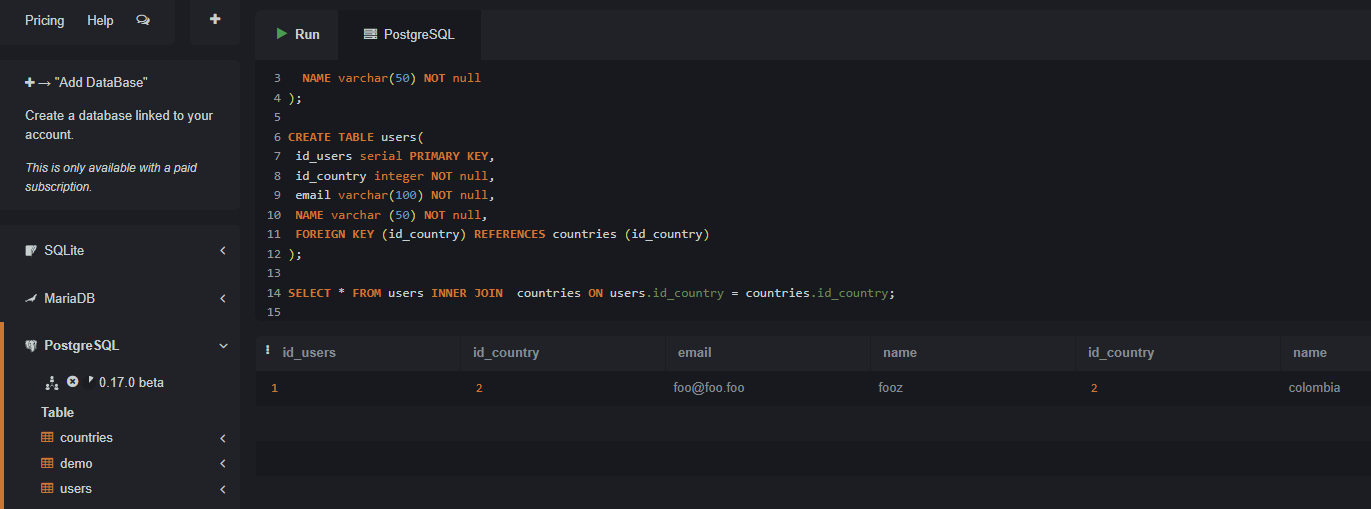 Pricing Help
Run PostgreSQL
"Add DataBase"
Create a database linked to your
account.
This is only available with a paid
subscription.
SQLite
MariaDB
PostgreSQL
0.17.0 beta
Table
countries
demo
users
3 NAME varchar(50) NOT null
4 );
5
6 CREATE TABLE users(
7 id_users serial PRIMARY KEY,
8 id_country integer NOT null,
9 email varchar(100) NOT null,
10 NAME varchar (50) NOT null,
11 FOREIGN KEY (id_country) REFERENCES countries (id_country)
12 );
13
14 SELECT * FROM users INNER JOIN  countries ON users.id_country = countries.id_country;
15
id_users id_country email name id_country name
1 2 foo@foo.foo fooz 2 colombia